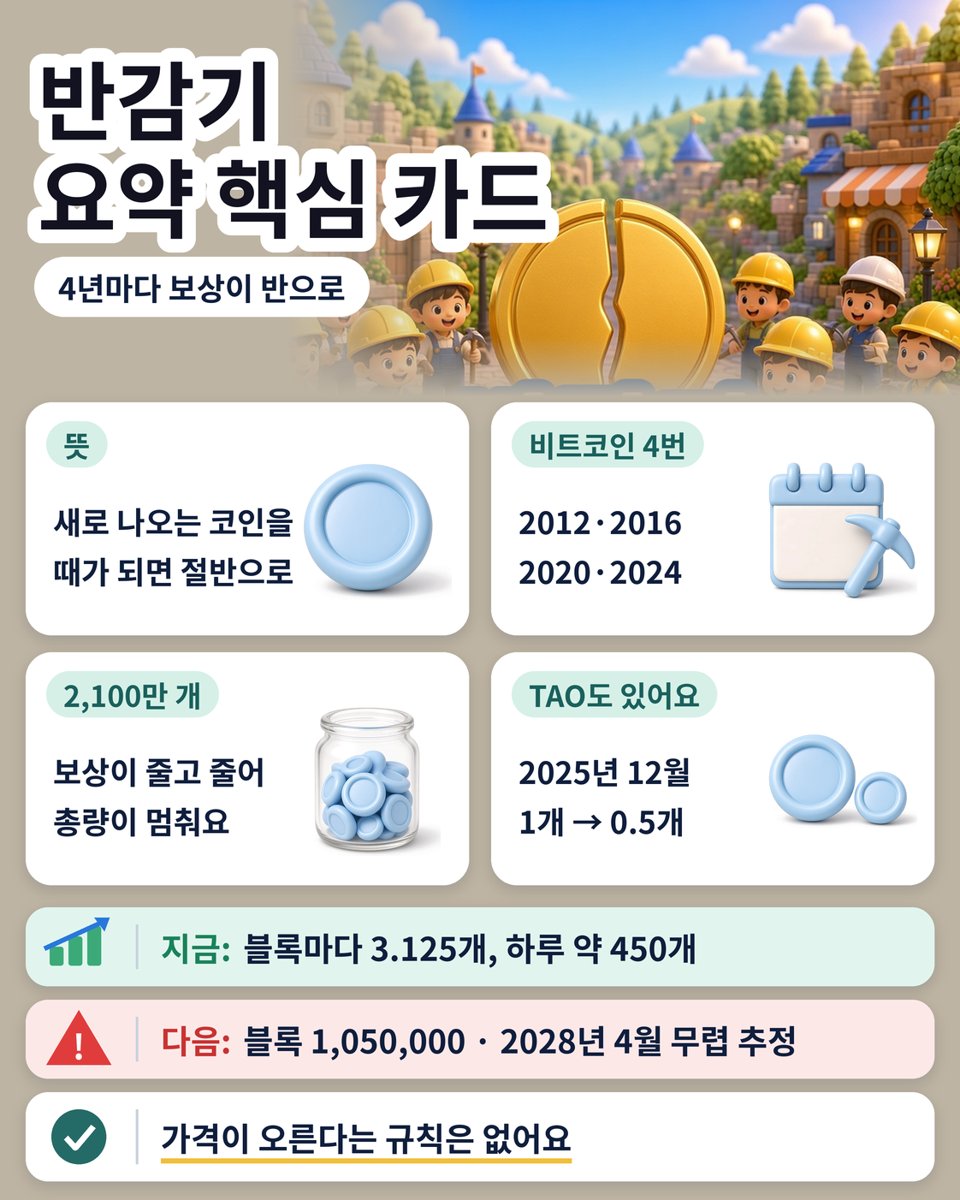 반감기
요약 핵심 카드
4년마다 보상이 반으로
뜻
새로 나오는 코인을
때가 되면 절반으로
비트코인 4번
2012·2016
2020·2024
2,100만 개
보상이 줄고 줄어
총량이 멈춰요
TAO도 있어요
2025년 12월
1개 → 0.5개
지금: 블록마다 3.125개, 하루 약 450개
다음: 블록 1,050,000 · 2028년 4월 무렵 추정
가격이 오른다는 규칙은 없어요